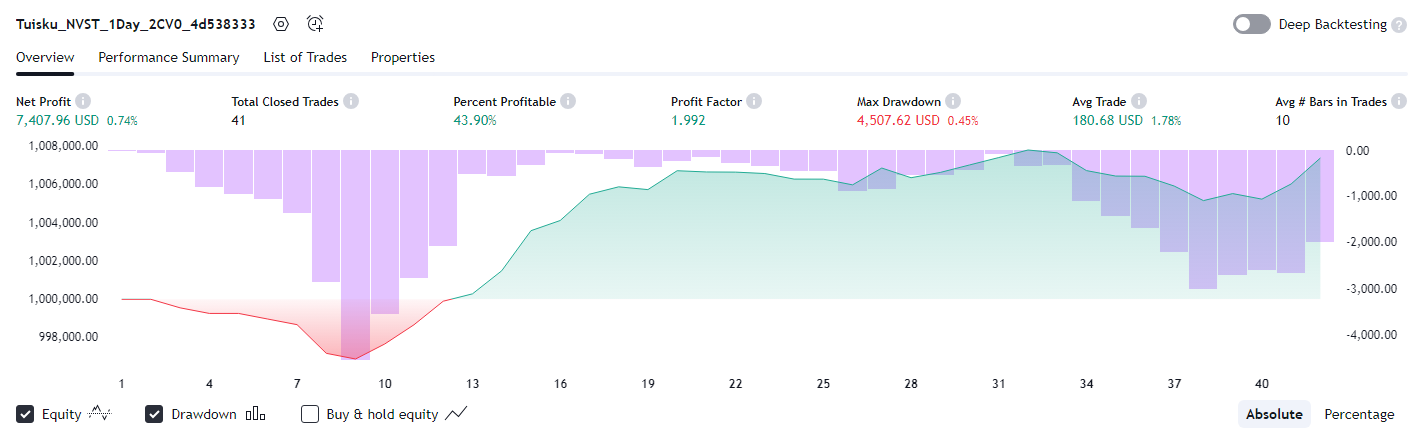 Tuisku_NVST_1Day_2CV0_4d538333
Deep Backtesting ?
Overview Performance Summary List of Trades Properties
Net Profit i Total Closed Trades i Percent Profitable i Profit Factor i Max Drawdown i Avg Trade i Avg # Bars in Trades i
7,407.96 USD 0.74% 41 43.90% 1.992 4,507.62 USD 0.45% 180.68 USD 1.78% 10
1,008,000.00 0.00
1,006,000.00 -1,000.00
1,004,000.00 -2,000.00
1,002,000.00
1,000,000.00 -3,000.00
998,000.00 -4,000.00
1 4 7 10 13 16 19 22 25 28 31 34 37 40
Equity Drawdown Buy & hold equity Absolute Percentage